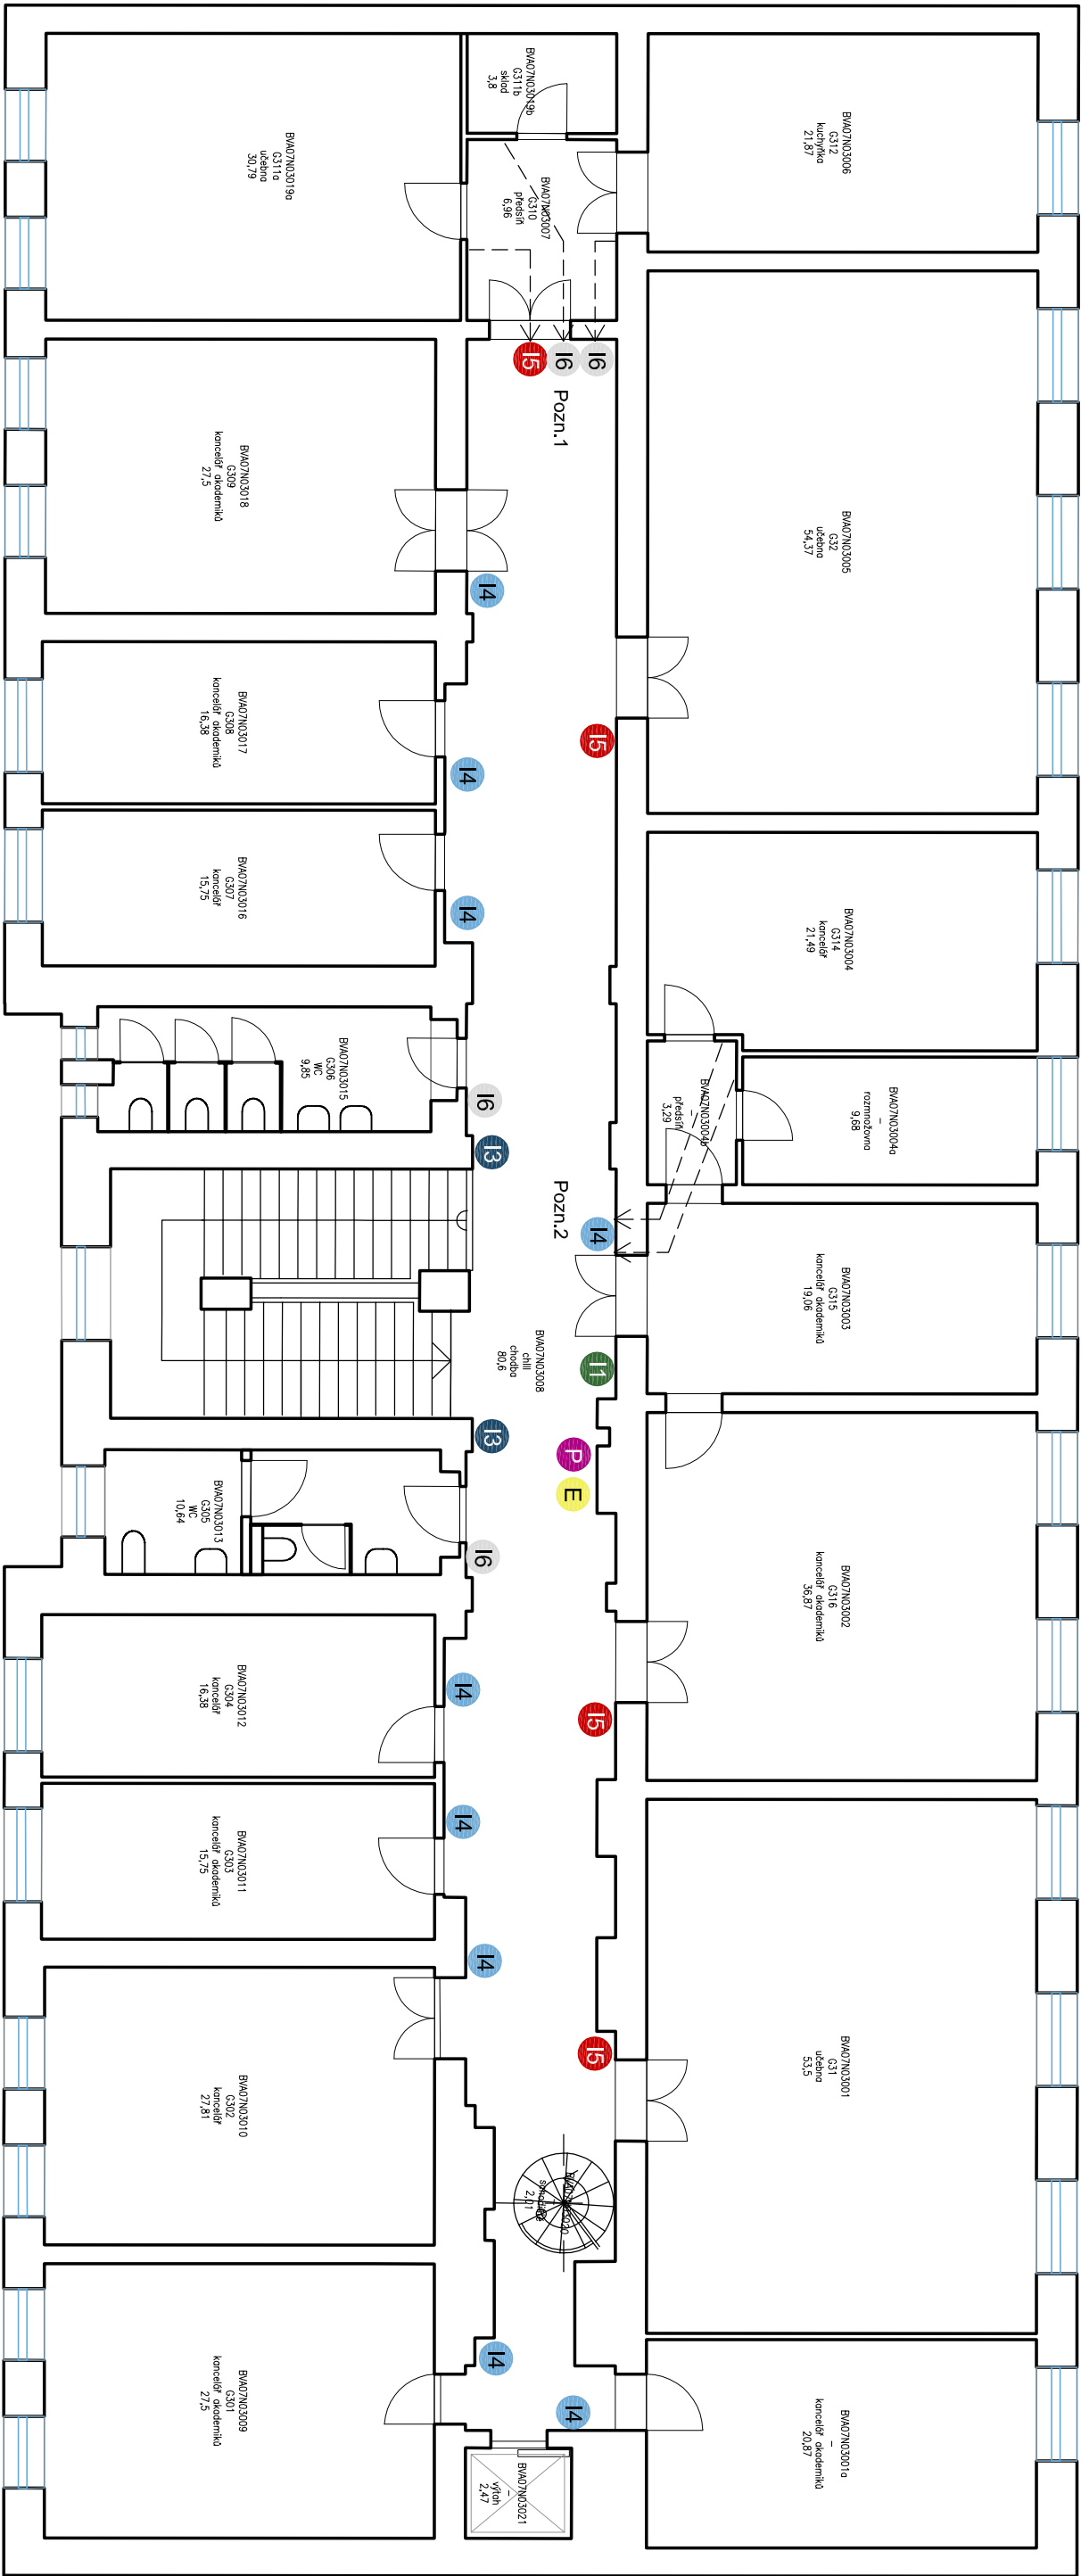 BVA07N03019a
G311a
učebna
30,79
BVA07N03019b
G311b
sklad
3,8
BVA07N03007
G310
předsíň
6,96
BVA07N03006
G312
kuchyňka
21,87
I5
I6
I6
Pozn.1
BVA07N03018
G309
kancelář akademiků
27,5
I4
BVA07N03005
G32
učebna
54,37
I5
BVA07N03017
G308
kancelář akademiků
16,38
I4
BVA07N03016
G307
kancelář
15,75
I4
BVA07N03004
G314
kancelář
21,49
BVA07N03015
G306
WC
9,85
I6
I3
BVA07N03004b
–
předsíň
3,29
BVA07N03004a
–
rozmnožovna
9,68
Pozn.2
I4
BVA07N03003
G315
kancelář akademiků
19,06
BVA07N03008
chill
chodba
80,6
I1
I3
P
E
BVA07N03013
G305
WC
10,64
I6
BVA07N03002
G316
kancelář akademiků
36,87
I5
BVA07N03012
G304
kancelář
16,38
I4
BVA07N03011
G303
kancelář akademiků
15,75
I4
I4
BVA07N03010
G302
kancelář
27,81
I5
BVA07N03001
G31
učebna
53,5
BVA07N03020
schodiště
2,01
BVA07N03009
G301
kancelář akademiků
27,5
I4
I4
BVA07N03001a
–
kancelář akademiků
20,87
BVA07N03021
–
výtah
2,47